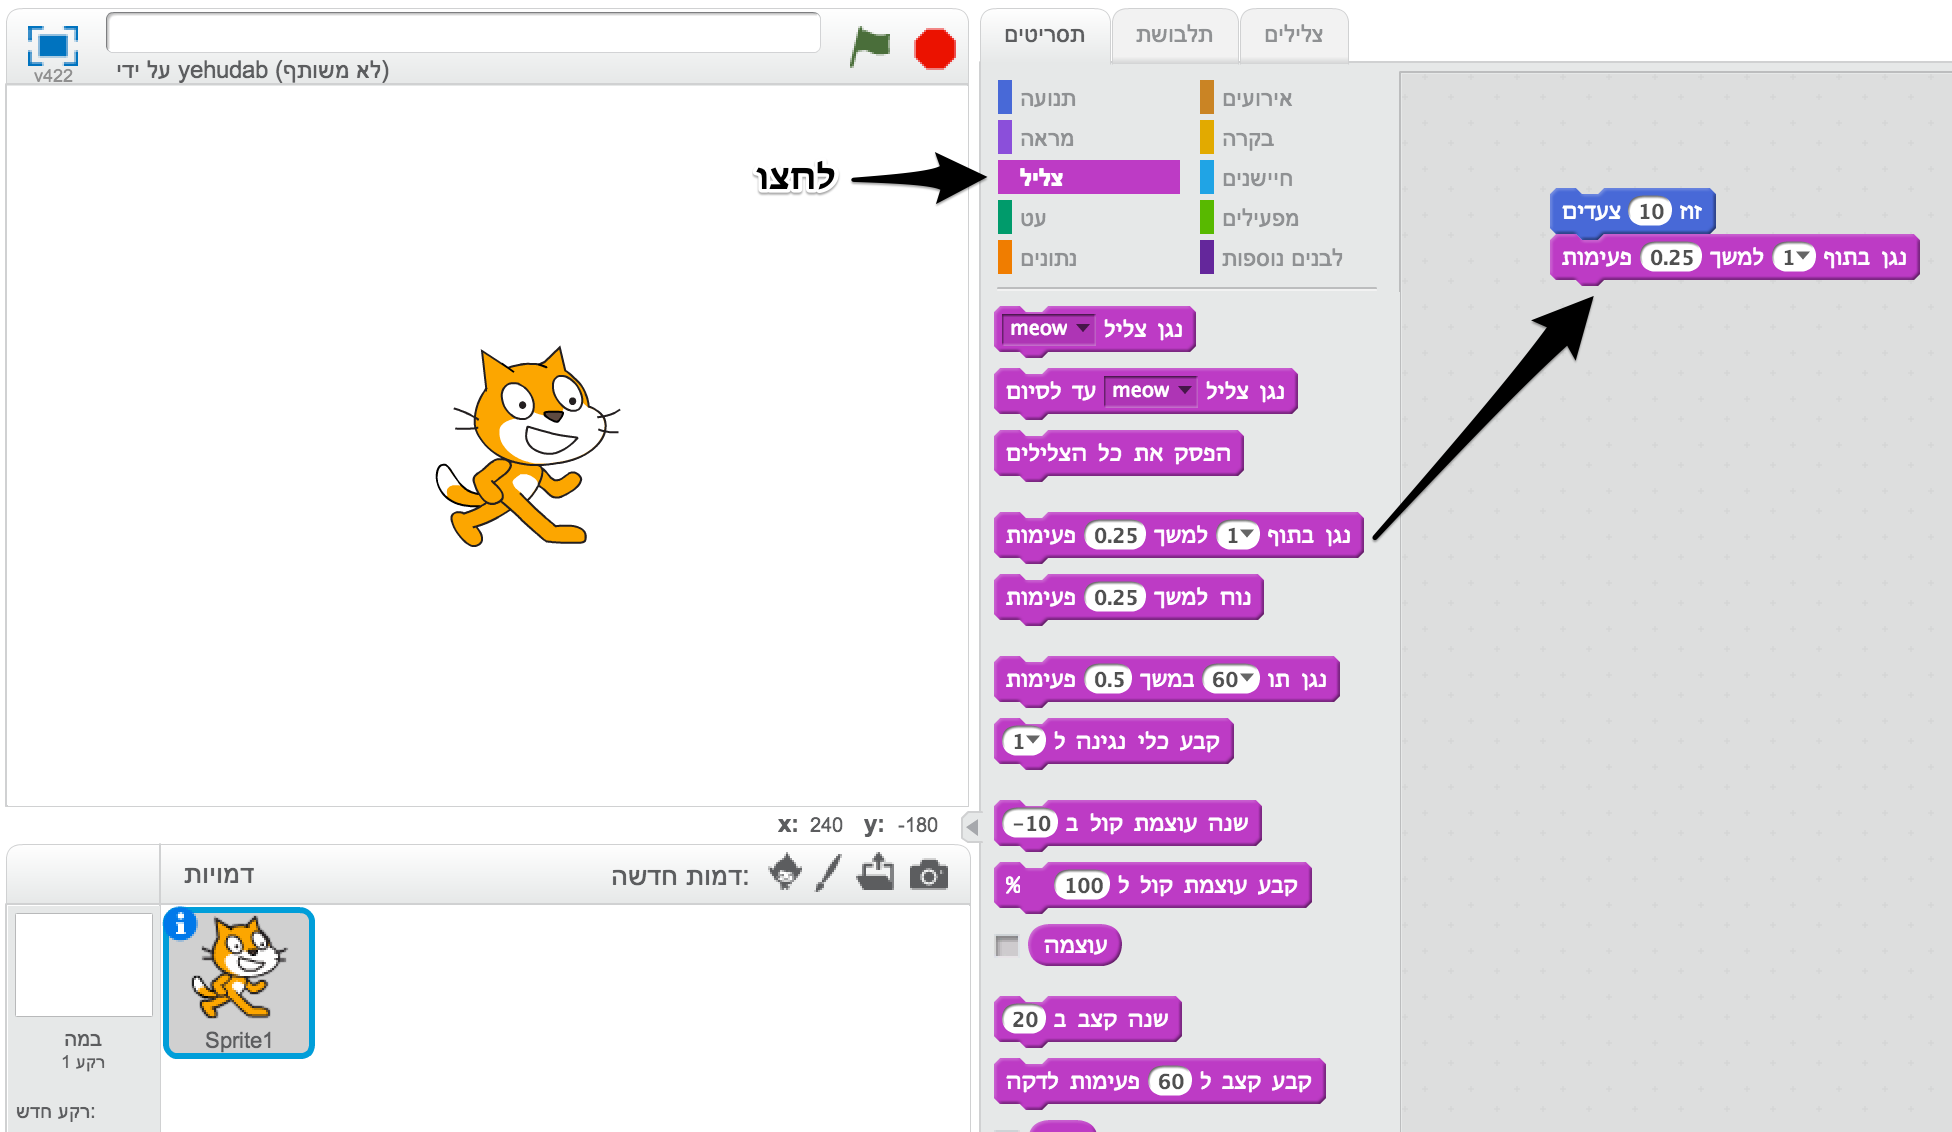 v422
על ידי yehudab (לא משותף)
תסריטים
תלבושת
צלילים
תנועה
אירועים
מראה
בקרה
לחצו
צליל
חיישנים
עט
מפעילים
נתונים
לבנים נוספות
זוז 10 צעדים
נגן בתוף 1 למשך 0.25 פעימות
נגן צליל meow
נגן צליל meow עד לסיום
הפסק את כל הצלילים
נגן בתוף 1 למשך 0.25 פעימות
נוח למשך 0.25 פעימות
נגן תו 60 במשך 0.5 פעימות
קבע כלי נגינה ל 1
שנה עוצמת קול ב -10
קבע עוצמת קול ל 100 %
עוצמה
שנה קצב ב 20
קבע קצב ל 60 פעימות לדקה
x: 240 y: -180
דמויות
דמות חדשה:
Sprite1
במה
רקע 1
רקע חדש: